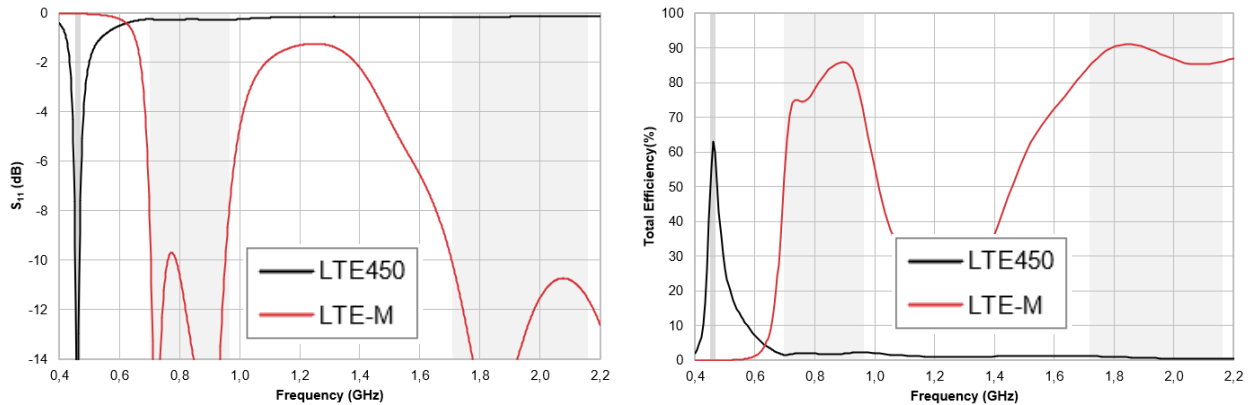 0
-2
-4
-6
-8
-10
-12
-14
S11 (dB)
0,4 0,6 0,8 1,0 1,2 1,4 1,6 1,8 2,0 2,2
Frequency (GHz)
LTE450
LTE-M
100
90
80
70
60
50
40
30
20
10
0
Total Efficiency(%)
0,4 0,6 0,8 1,0 1,2 1,4 1,6 1,8 2,0 2,2
Frequency (GHz)
LTE450
LTE-M